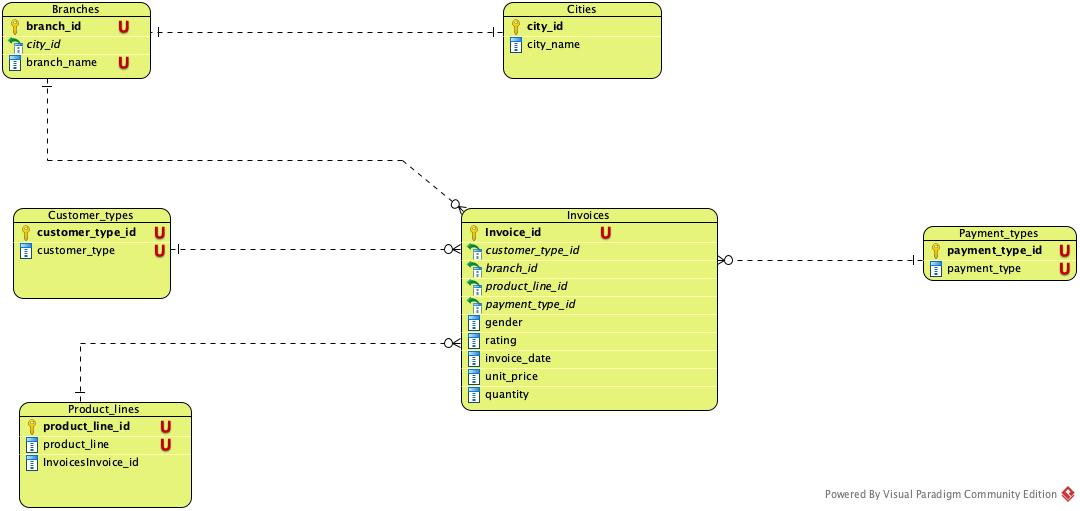 Branches
branch_id U
city_id
branch_name U
Cities
city_id
city_name
Customer_types
customer_type_id U
customer_type U
Invoices
Invoice_id U
customer_type_id
branch_id
product_line_id
payment_type_id
gender
rating
invoice_date
unit_price
quantity
Payment_types
payment_type_id U
payment_type U
Product_lines
product_line_id U
product_line U
InvoicesInvoice_id
Powered By Visual Paradigm Community Edition